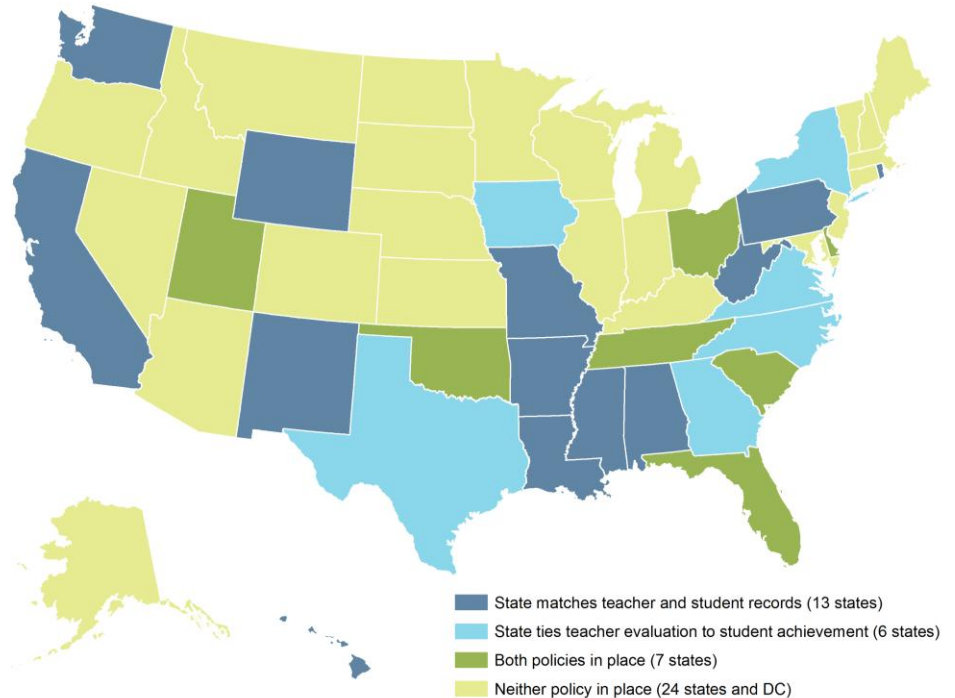 State matches teacher and student records (13 states)
State ties teacher evaluation to student achievement (6 states)
Both policies in place (7 states)
Neither policy in place (24 states and DC)